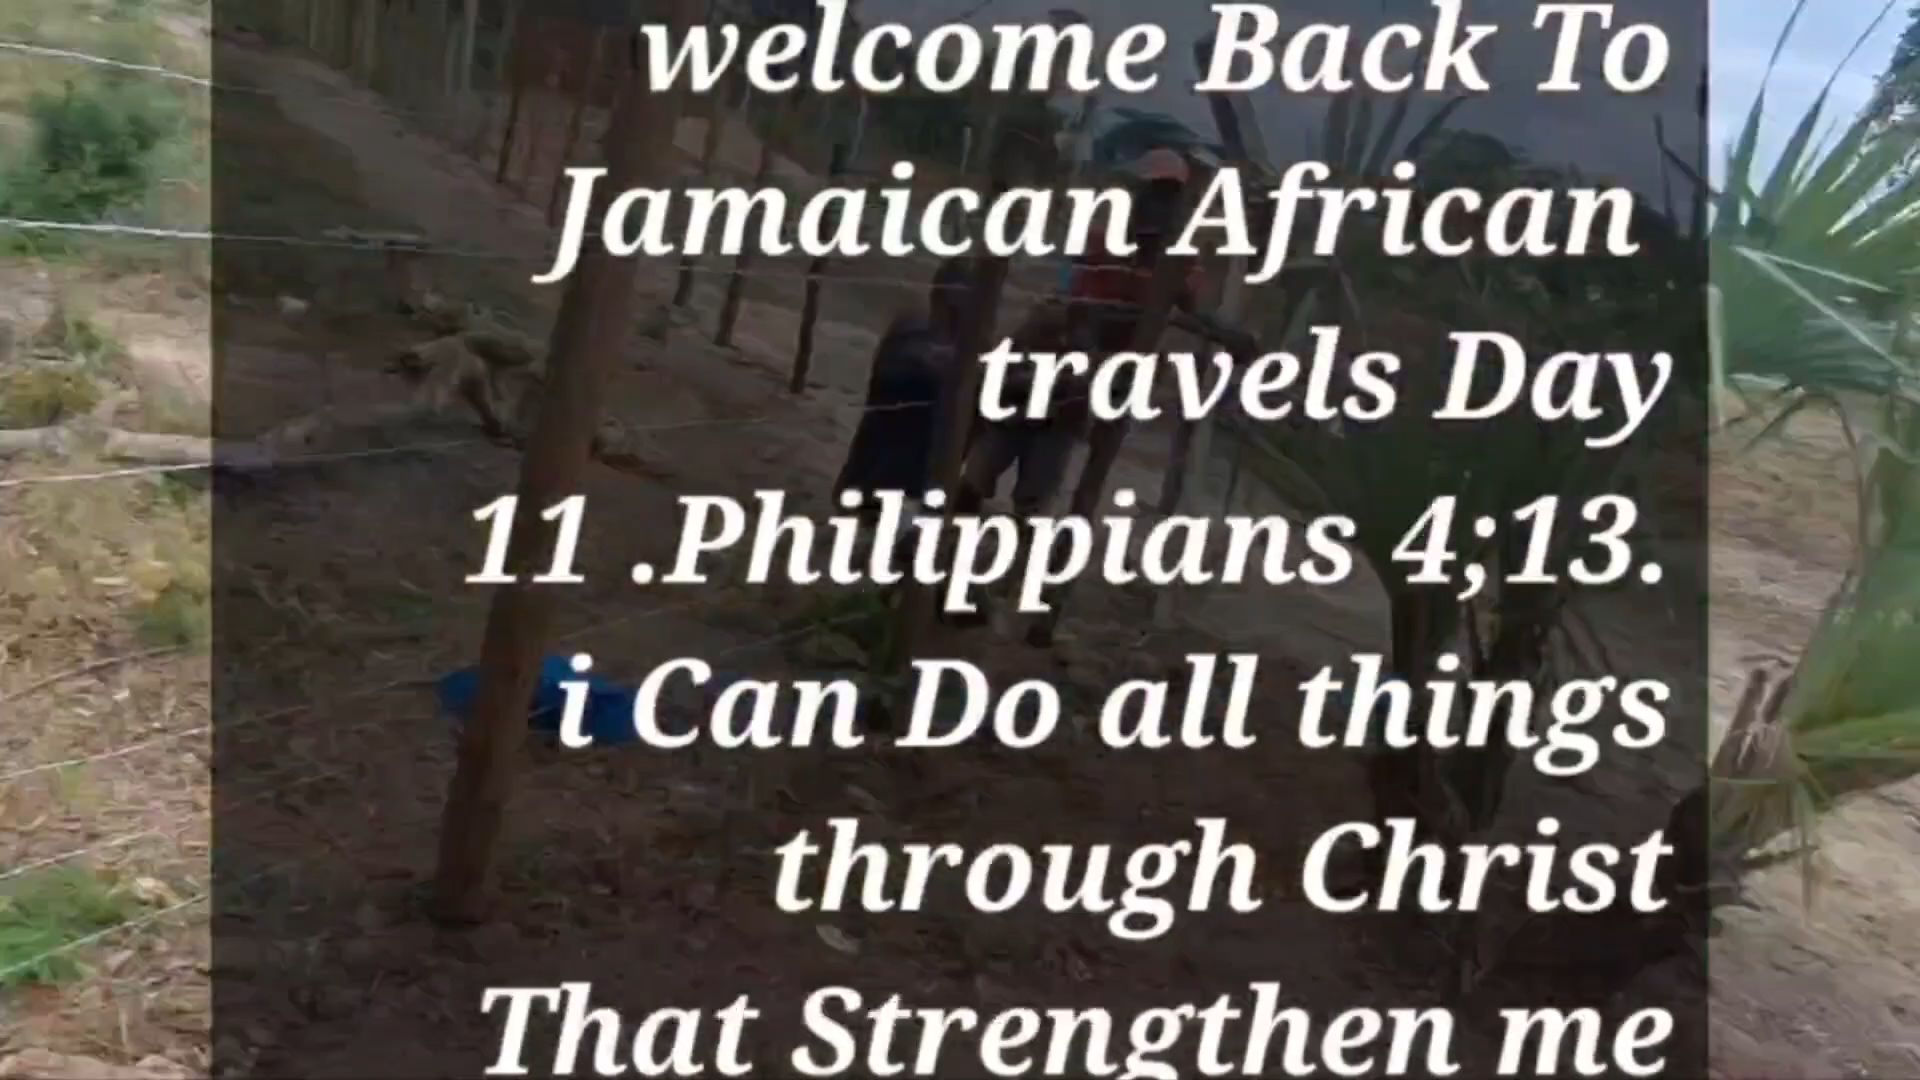 welcome Back To
Jamaican African
travels Day
11 .Philippians 4;13.
i Can Do all things
through Christ
That Strengthen me